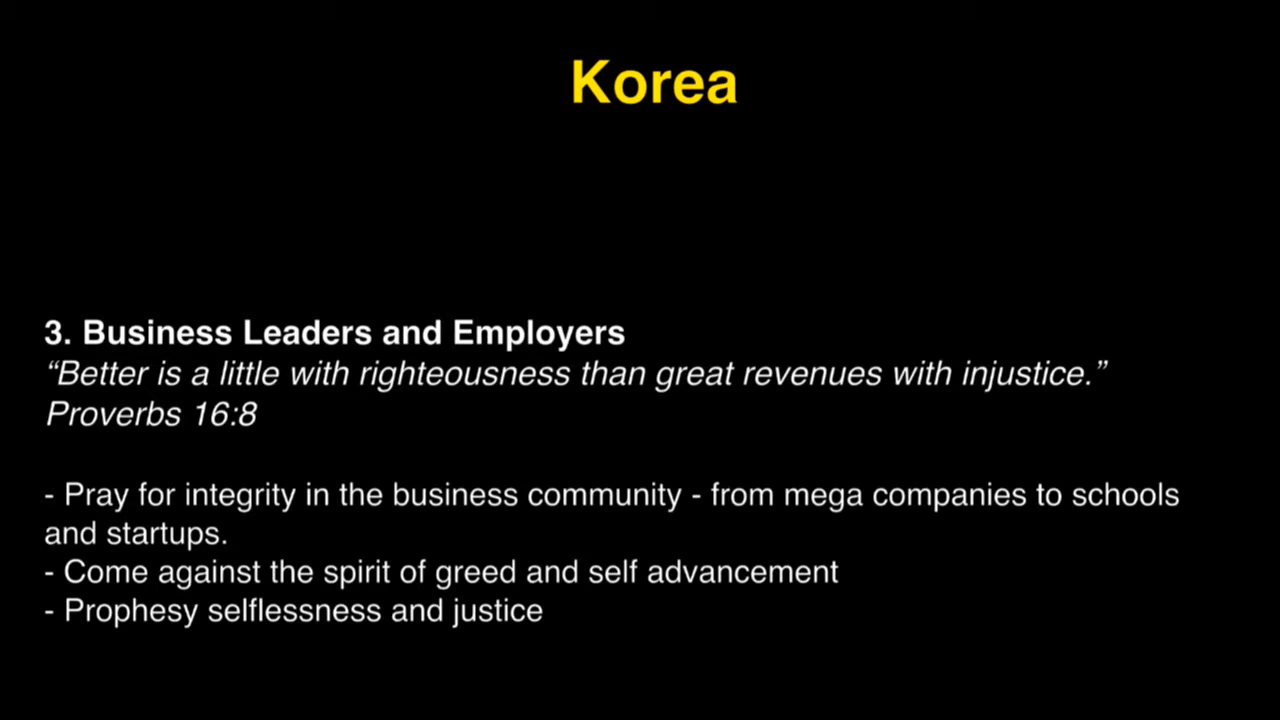 Korea
3. Business Leaders and Employers
“Better is a little with righteousness than great revenues with injustice.”
Proverbs 16:8
- Pray for integrity in the business community - from mega companies to schools
and startups.
- Come against the spirit of greed and self advancement
- Prophesy selflessness and justice